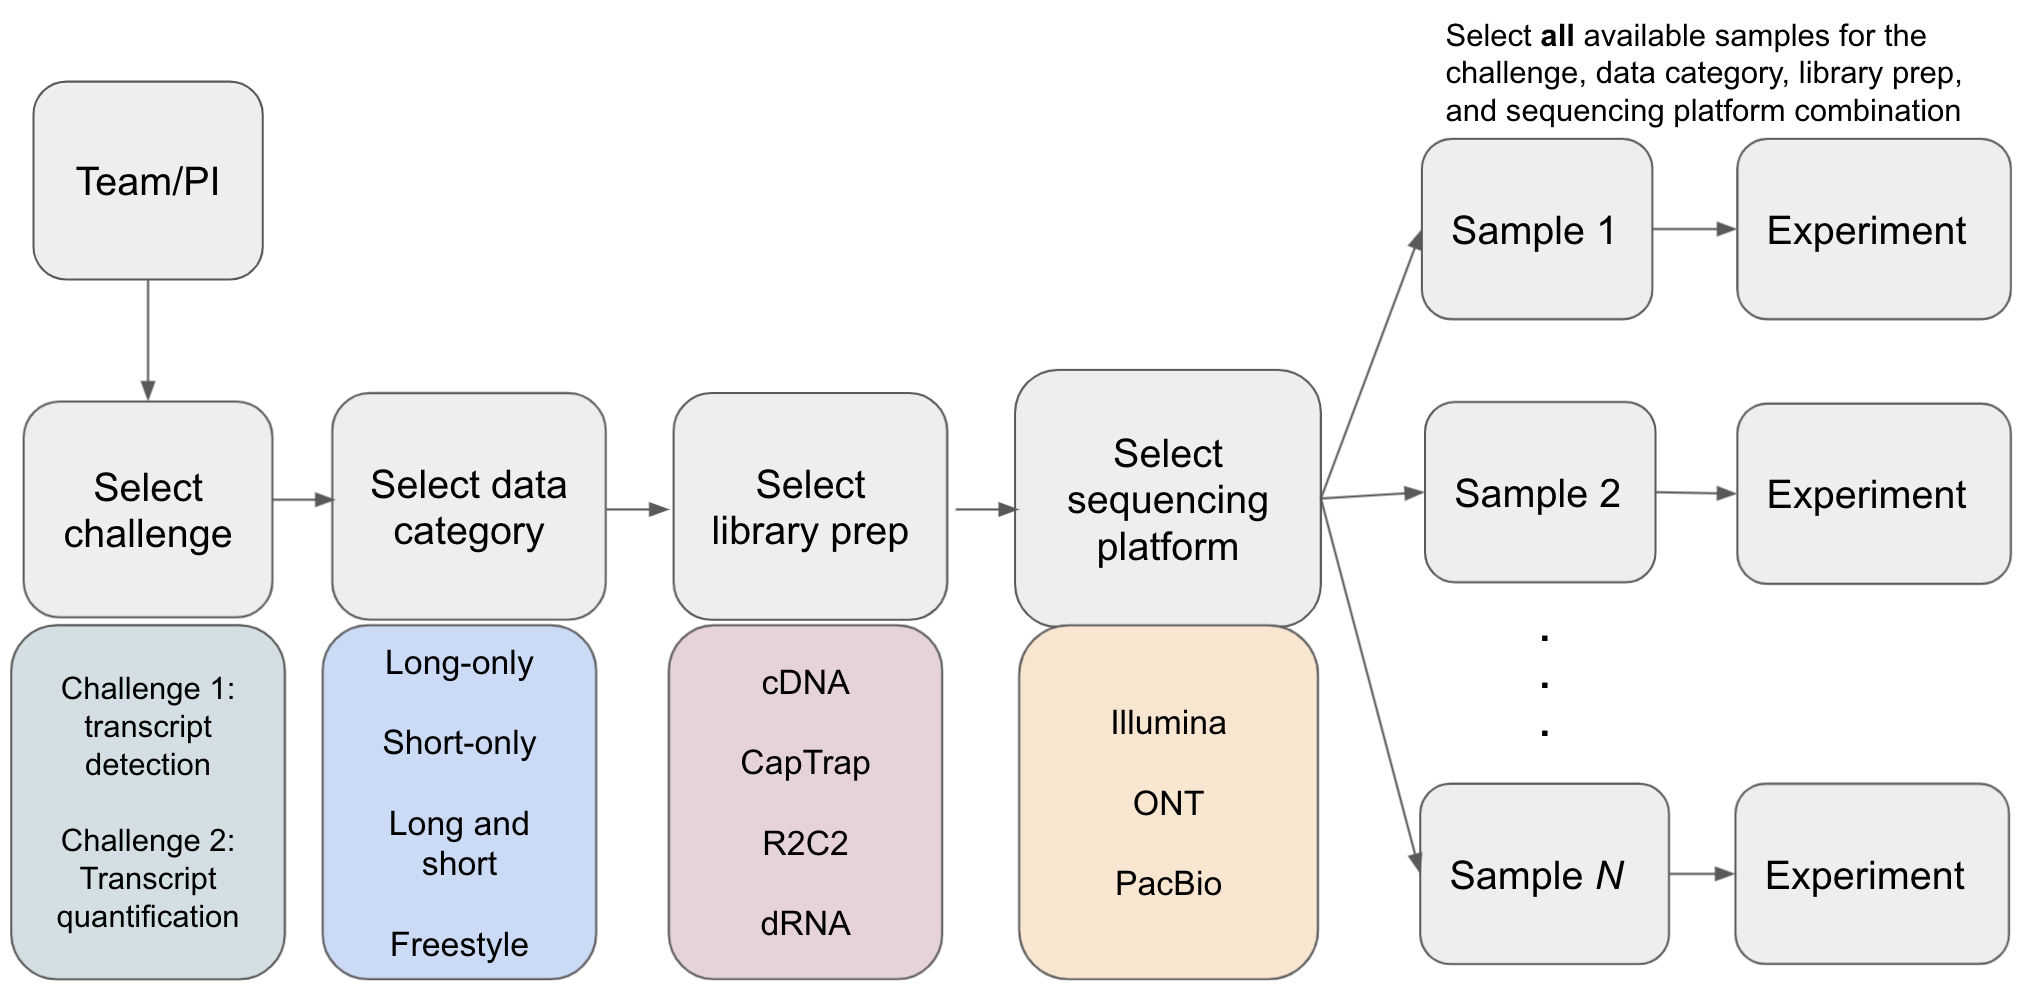 Select all available samples for the
challenge, data category, library prep,
and sequencing platform combination
Team/PI
Select
challenge
Select data
category
Select
library prep
Select
sequencing
platform
Sample 1
Experiment
Sample 2
Experiment
.
.
.
Sample N
Experiment
Challenge 1:
transcript
detection
Challenge 2:
Transcript
quantification
Long-only
Short-only
Long and
short
Freestyle
cDNA
CapTrap
R2C2
dRNA
Illumina
ONT
PacBio